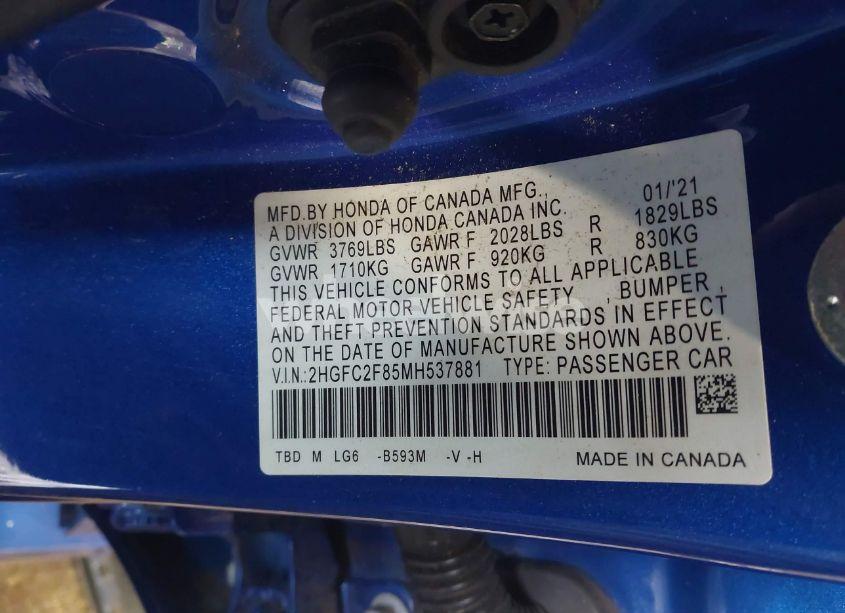 MFD.BY HONDA OF CANADA MFG., 01/'21
A DIVISION OF HONDA CANADA INC.
GVWR 3769LBS GAWR F 2028LBS R 1829LBS
GVWR 1710KG GAWR F 920KG R 830KG
THIS VEHICLE CONFORMS TO ALL APPLICABLE
FEDERAL MOTOR VEHICLE SAFETY , BUMPER ,
AND THEFT PREVENTION STANDARDS IN EFFECT
ON THE DATE OF MANUFACTURE SHOWN ABOVE.
V.I.N.:2HGFC2F85MH537881 TYPE: PASSENGER CAR
TBD M LG6 -B593M -V -H MADE IN CANADA